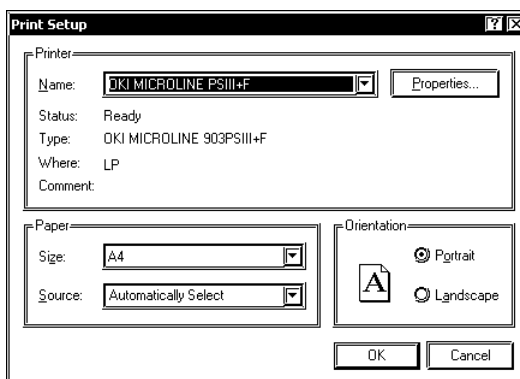 Print Setup
Printer
Name: OKI MICROLINE PSIII+F Properties...
Status: Ready
Type: OKI MICROLINE 903PSIII+F
Where: LP
Comment:
Paper
Size: A4
Source: Automatically Select
Orientation
A
Portrait
Landscape
OK Cancel